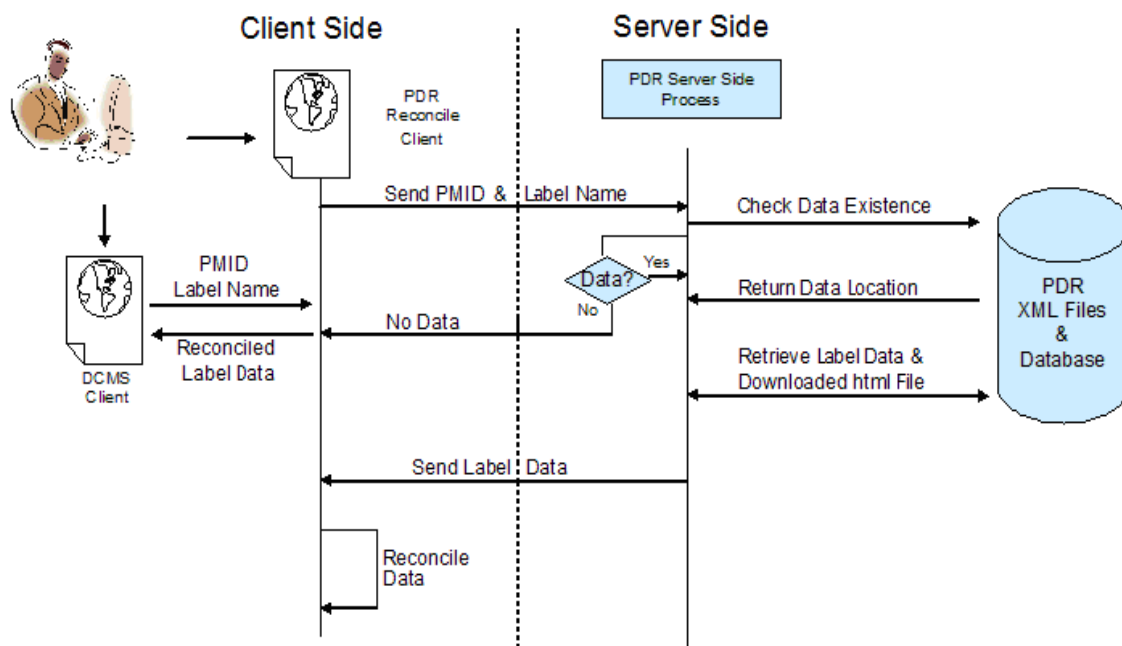 Client Side
Server Side
PDR Server Side
Process
PDR
Reconcile
Client
Send PMID & Label Name
Check Data Existence
PMID
Label Name
Data?
Yes
No
Return Data Location
No Data
Reconciled
Label Data
DCMS
Client
PDR
XML Files
&
Database
Retrieve Label Data &
Downloaded html File
Send Label Data
Reconcile
Data